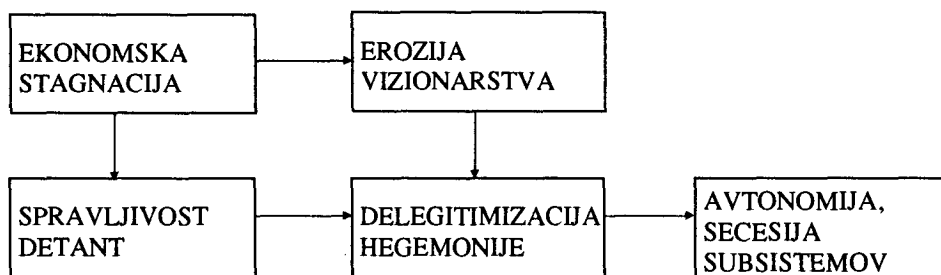 EKONOMSKA
STAGNACIJA
EROZIJA
VIZIONARSTVA
SPRAVLJIVOST
DETANT
DELEGITIMIZACIJA
HEGEMONIJE
AVTONOMIJA,
SECESIJA
SUBSISTEMOV